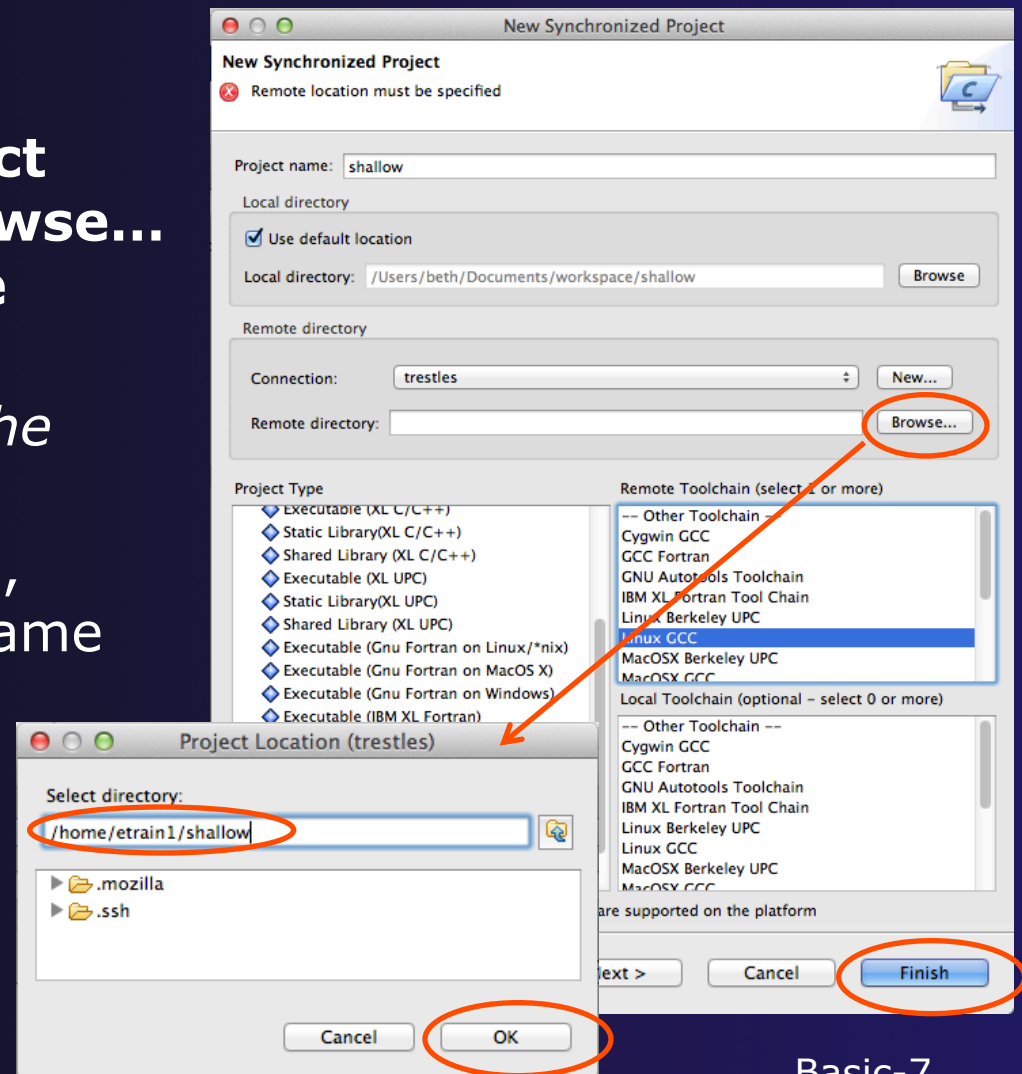 ct
wse...
e
he
,
ame
New Synchronized Project
New Synchronized Project
Remote location must be specified
Project name: shallow
Local directory
Use default location
Local directory: /Users/beth/Documents/workspace/shallow Browse
Remote directory
Connection: trestles New...
Remote directory: Browse...
Project Type
Executable (XL C/C++)
Static Library(XL C/C++)
Shared Library (XL C/C++)
Executable (XL UPC)
Static Library(XL UPC)
Shared Library (XL UPC)
Executable (Gnu Fortran on Linux/*nix)
Executable (Gnu Fortran on MacOS X)
Executable (Gnu Fortran on Windows)
Executable (IBM XL Fortran)
Remote Toolchain (select 1 or more)
-- Other Toolchain --
Cygwin GCC
GCC Fortran
GNU Autotools Toolchain
IBM XL Fortran Tool Chain
Linux Berkeley UPC
Linux GCC
MacOSX Berkeley UPC
MacOSX GCC
Local Toolchain (optional - select 0 or more)
-- Other Toolchain --
Cygwin GCC
GCC Fortran
GNU Autotools Toolchain
IBM XL Fortran Tool Chain
Linux Berkeley UPC
Linux GCC
MacOSX Berkeley UPC
MacOSX GCC
are supported on the platform
ext > Cancel Finish
Project Location (trestles)
Select directory:
/home/etrain1/shallow
.mozilla
.ssh
Cancel OK
Basic-7